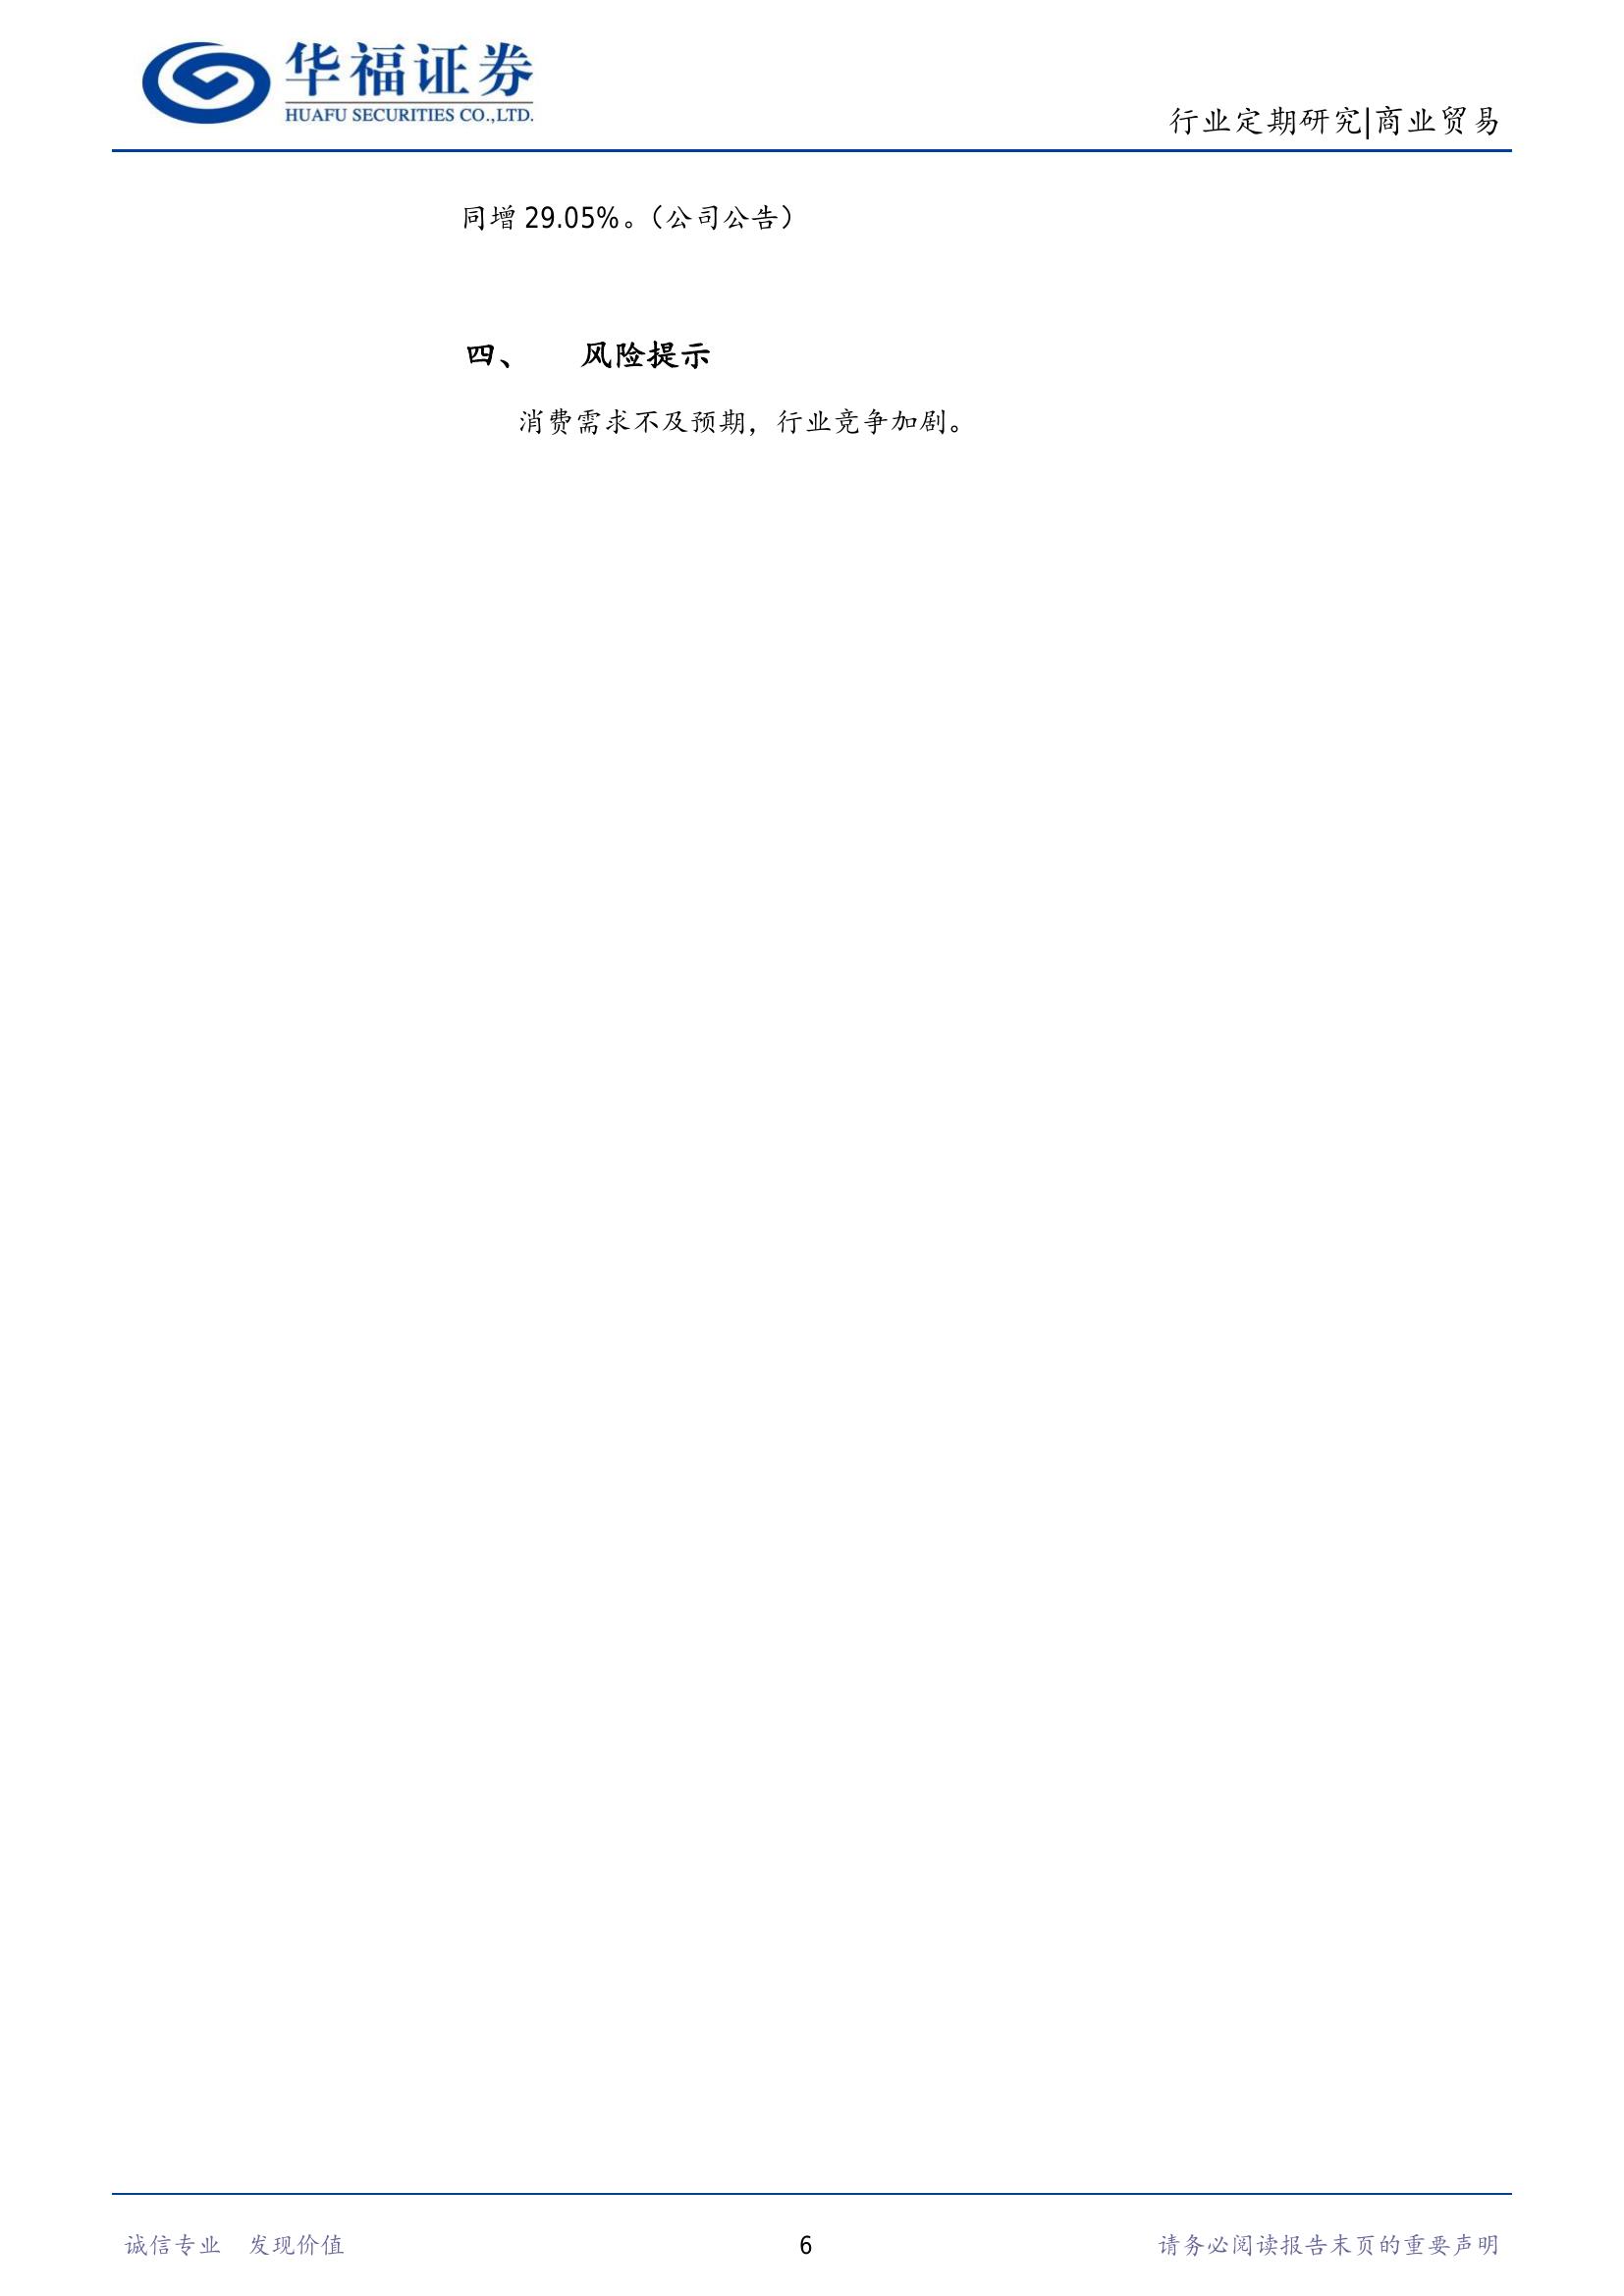 华福证券
HUAFU SECURITIES CO.,LTD.
行业定期研究|商业贸易
同增 29.05%。（公司公告）
四、 风险提示
消费需求不及预期，行业竞争加剧。
诚信专业 发现价值
6
请务必阅读报告末页的重要声明